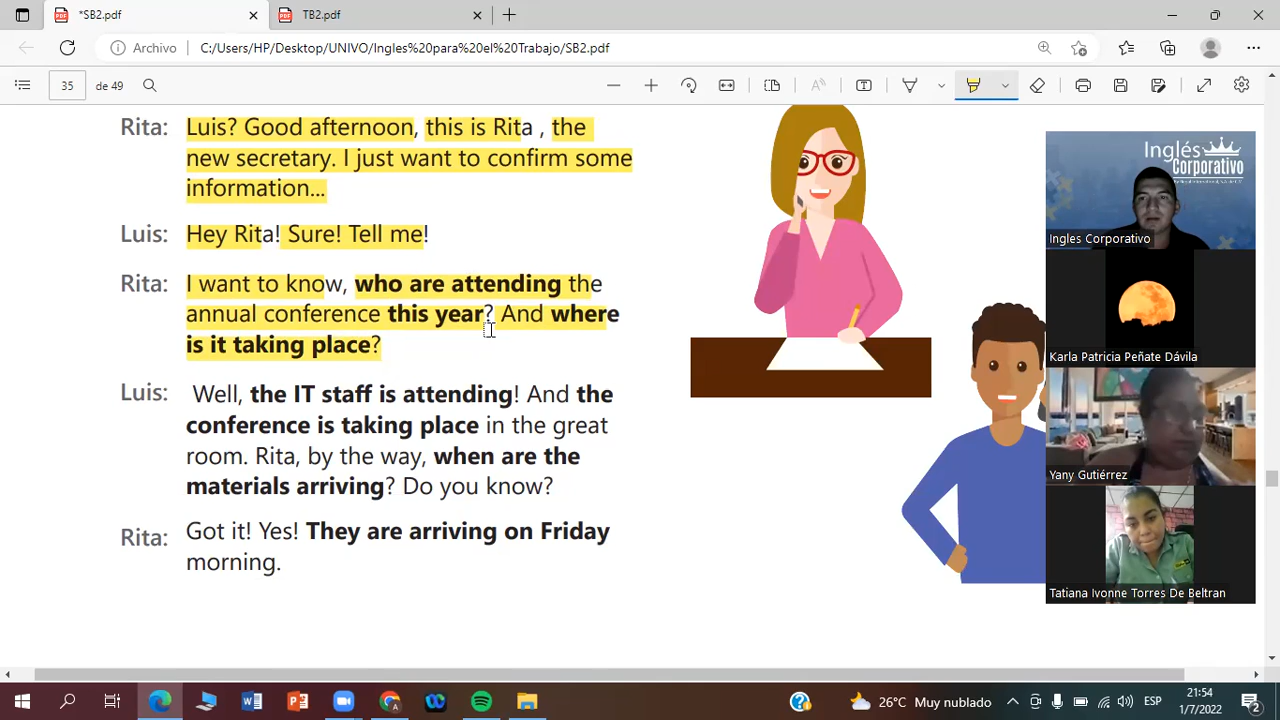 *SB2.pdf
TB2.pdf
Archivo
C:/Users/HP/Desktop/UNIVO/Ingles%20para%20el%20Trabajo/SB2.pdf
35 de 49
Rita: Luis? Good afternoon, this is Rita , the
new secretary. I just want to confirm some
information...
Luis: Hey Rita! Sure! Tell me!
Rita: I want to know, who are attending the
annual conference this year? And where
is it taking place?
Luis: Well, the IT staff is attending! And the
conference is taking place in the great
room. Rita, by the way, when are the
materials arriving? Do you know?
Rita: Got it! Yes! They are arriving on Friday
morning.
Inglés
Corporativo
Ingles Corporativo
Karla Patricia Peñate Dávila
Yany Gutiérrez
Tatiana Ivonne Torres De Beltran
26°C Muy nublado
ESP
21:54
1/7/2022
2